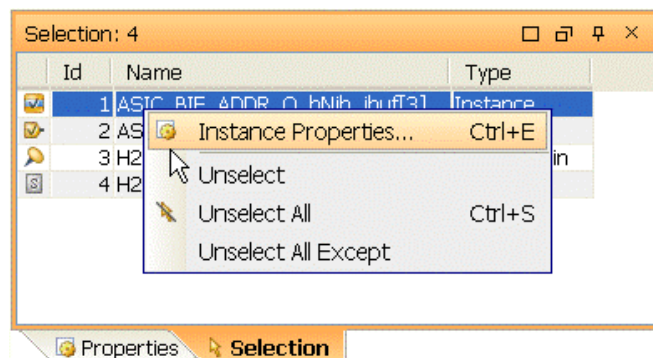 Selection: 4
Id Name Type
1 ASIC_BIF_ADDR_O_bNih_ibuf[3] Instance
2 AS
Instance Properties... Ctrl+E
3 H2 in
Unselect
4 H2
Unselect All Ctrl+S
Unselect All Except
Properties Selection